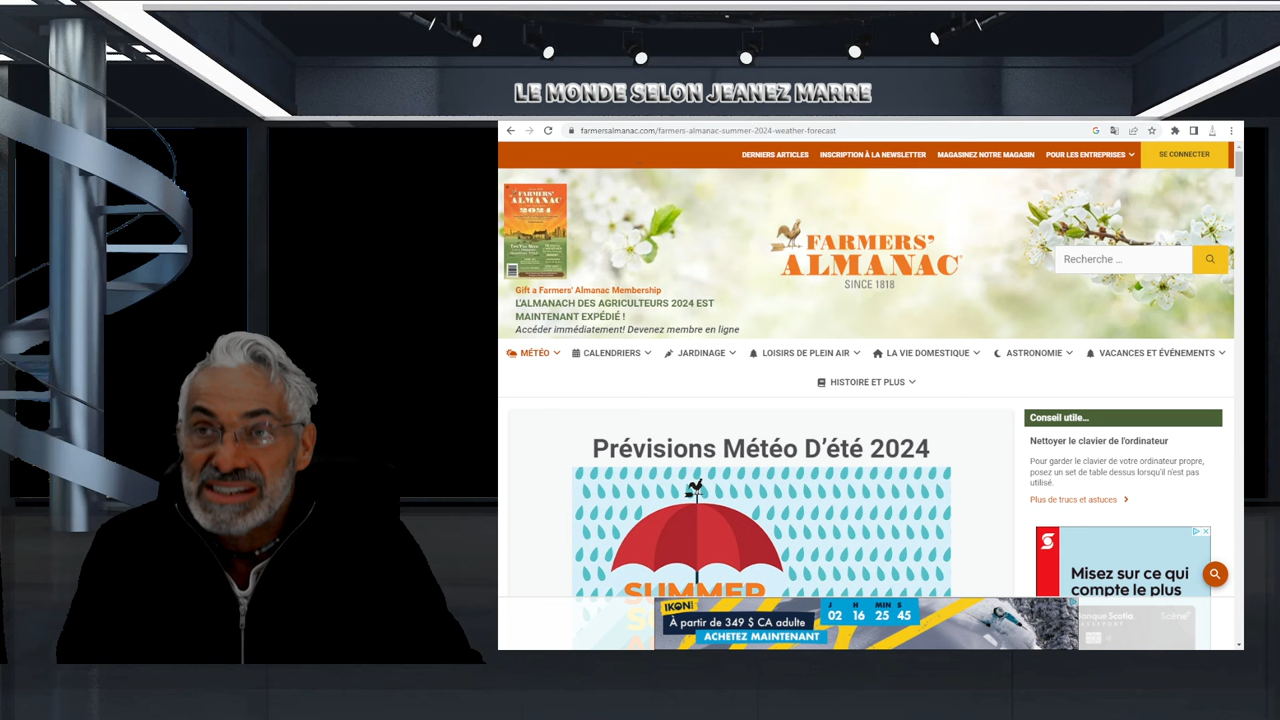 LE MONDE SELON JEANEZ MARRE
farmersalmanac.com/farmers-almanac-summer-2024-weather-forecast
DERNIERS ARTICLES INSCRIPTION À LA NEWSLETTER MAGASINEZ NOTRE MAGASIN POUR LES ENTREPRISES SE CONNECTER
FARMERS'
ALMANAC
2024
FARMERS'
ALMANAC
SINCE 1818
Recherche ...
Gift a Farmers' Almanac Membership
L'ALMANACH DES AGRICULTEURS 2024 EST
MAINTENANT EXPÉDIÉ !
Accéder immédiatement! Devenez membre en ligne
MÉTÉO CALENDRIERS JARDINAGE LOISIRS DE PLEIN AIR LA VIE DOMESTIQUE ASTRONOMIE VACANCES ET ÉVÉNEMENTS
HISTOIRE ET PLUS
Prévisions Météo D'été 2024
SUMMER
Conseil utile...
Nettoyer le clavier de l'ordinateur
Pour garder le clavier de votre ordinateur propre,
posez un set de table dessus lorsqu'il n'est pas
utilisé.
Plus de trucs et astuces
Misez sur ce qui
compte le plus
Banque Scotia
Scène+
IKON!
À partir de 349 $ CA adulte
ACHETEZ MAINTENANT
J H MIN S
02 16 25 45